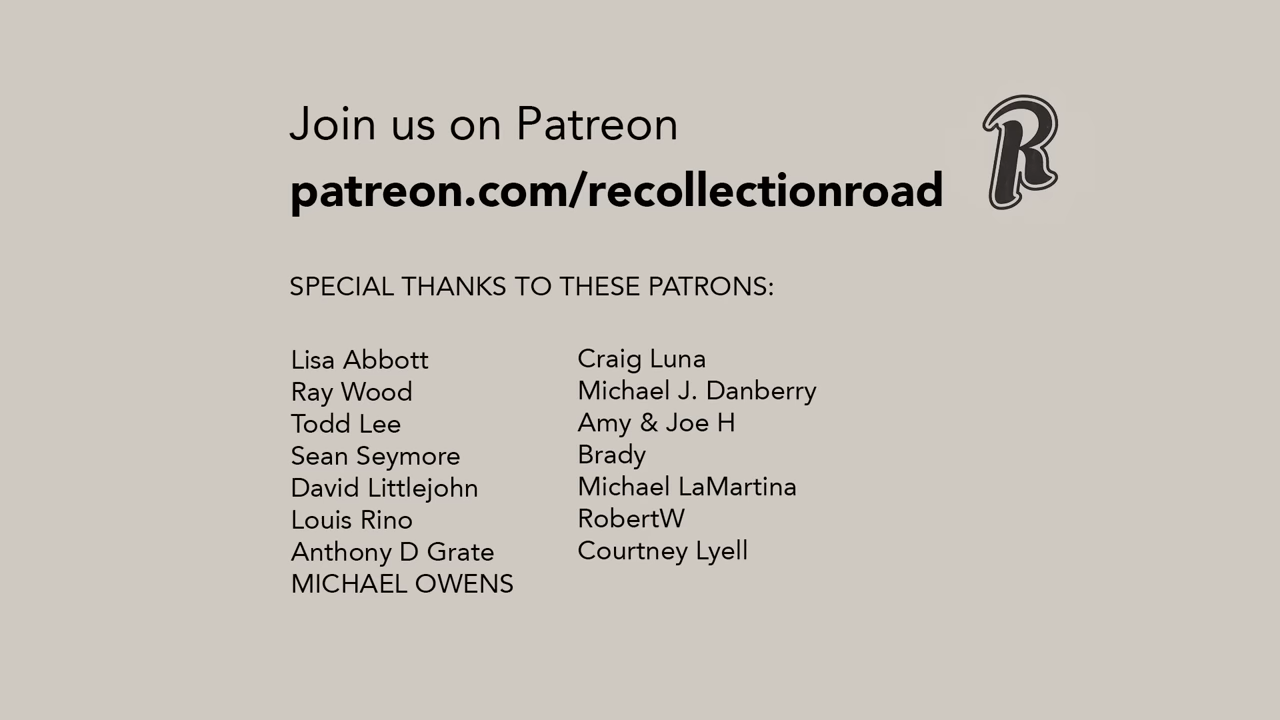 Join us on Patreon
patreon.com/recollectionroad
R
SPECIAL THANKS TO THESE PATRONS:
Lisa Abbott
Ray Wood
Todd Lee
Sean Seymore
David Littlejohn
Louis Rino
Anthony D Grate
MICHAEL OWENS
Craig Luna
Michael J. Danberry
Amy & Joe H
Brady
Michael LaMartina
RobertW
Courtney Lyell